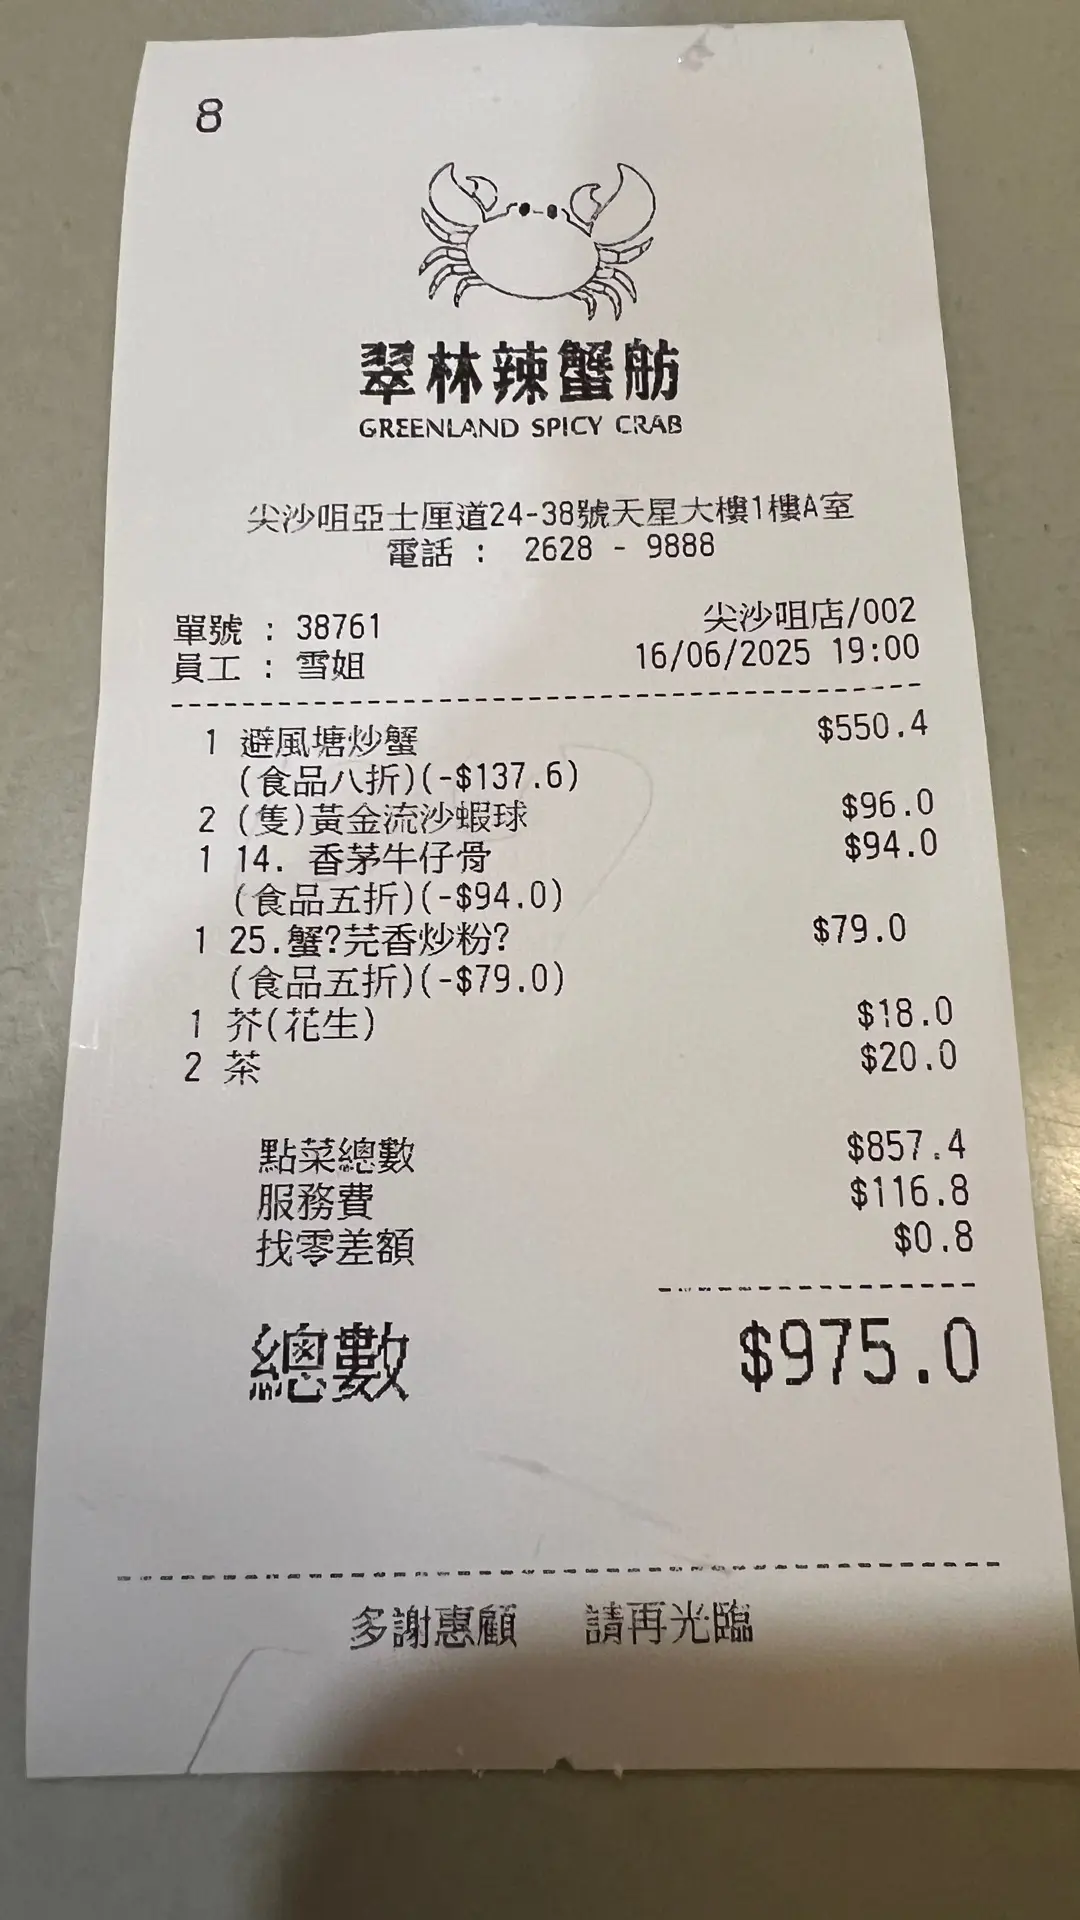 8
翠林辣蟹舫
GREENLAND SPICY CRAB
尖沙咀亞士厘道24-38號天星大樓1樓A室
電話 : 2628 - 9888
單號 : 38761 尖沙咀店/002
員工 : 雪姐 16/06/2025 19:00
1 避風塘炒蟹 $550.4
(食品八折)(-$137.6)
2 (隻)黃金流沙蝦球 $96.0
1 14. 香茅牛仔骨 $94.0
(食品五折)(-$94.0)
1 25.蟹?芫香炒粉? $79.0
(食品五折)(-$79.0)
1 芥(花生) $18.0
2 茶 $20.0
點菜總數 $857.4
服務費 $116.8
找零差額 $0.8
總數 $975.0
多謝惠顧 請再光臨